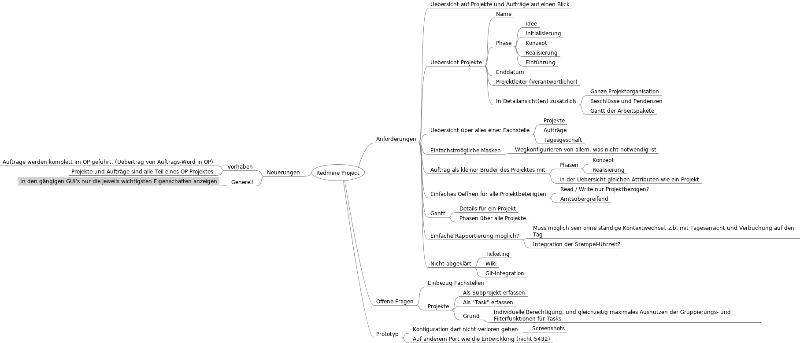 Uebersicht auf Projekte und Aufträge auf einen Blick
Name
Idee
Initialisierung
Phase
Konzept
Realisierung
Einführung
Uebersicht Projekte
Enddatum
Projektleiter (Verantwortlicher)
Ganze Projektorganisation
In Detailansicht(en) zusätzlich
Beschlüsse und Pendenzen
Gantt der Arbeitspakete
Projekte
Uebersicht über alles einer Fachstelle
Aufträge
Tagesgeschäft
Anforderungen
Einfachstmögliche Masken
Wegkonfigurieren von allem, was nicht notwendig ist
Konzept
Phasen
Realisierung
Auftrag als kleiner Bruder des Projektes mit
In der Uebersicht gleichen Attributen wie ein Projekt
Read / Write nur Projektbezogen?
Einfaches Oeffnen für alle Projektbeteiligten
Amtsübergreifend
Details für ein Projekt
Gantt
Phasen über alle Projekte
Muss möglich sein ohne ständige Kontextwechsel. z.b. mit Tagesansicht und Verbuchung auf den
Tag
Einfache Rapportierung möglich?
Integration der Stempel-Uhrzeit?
Ticketing
Nicht abgeklärt
Wiki
Git-Integration
Aufträge werden komplett im OP geführt. (Uebertrag von Auftrags-Word in OP)
Vorhaben
Projekte und Aufträge sind alle Teil eines OP Projektes
Neuerungen
In den gängigen GUI's nur die jeweils wichtigsten Eigenschaften anzeigen
Generell
Redmine Project
Einbezug Fachstellen
Offene Fragen
Als Subprojekt erfassen
Projekte
Als "Task" erfassen
Grund
Individuelle Berechtigung, und gleichzeitig maximales Ausnutzen der Gruppierungs- und
Filterfunktionen für Tasks
Prototyp
Konfiguration darf nicht verloren gehen
Screenshots
Auf anderem Port wie die Entwicklung (nicht 5432)